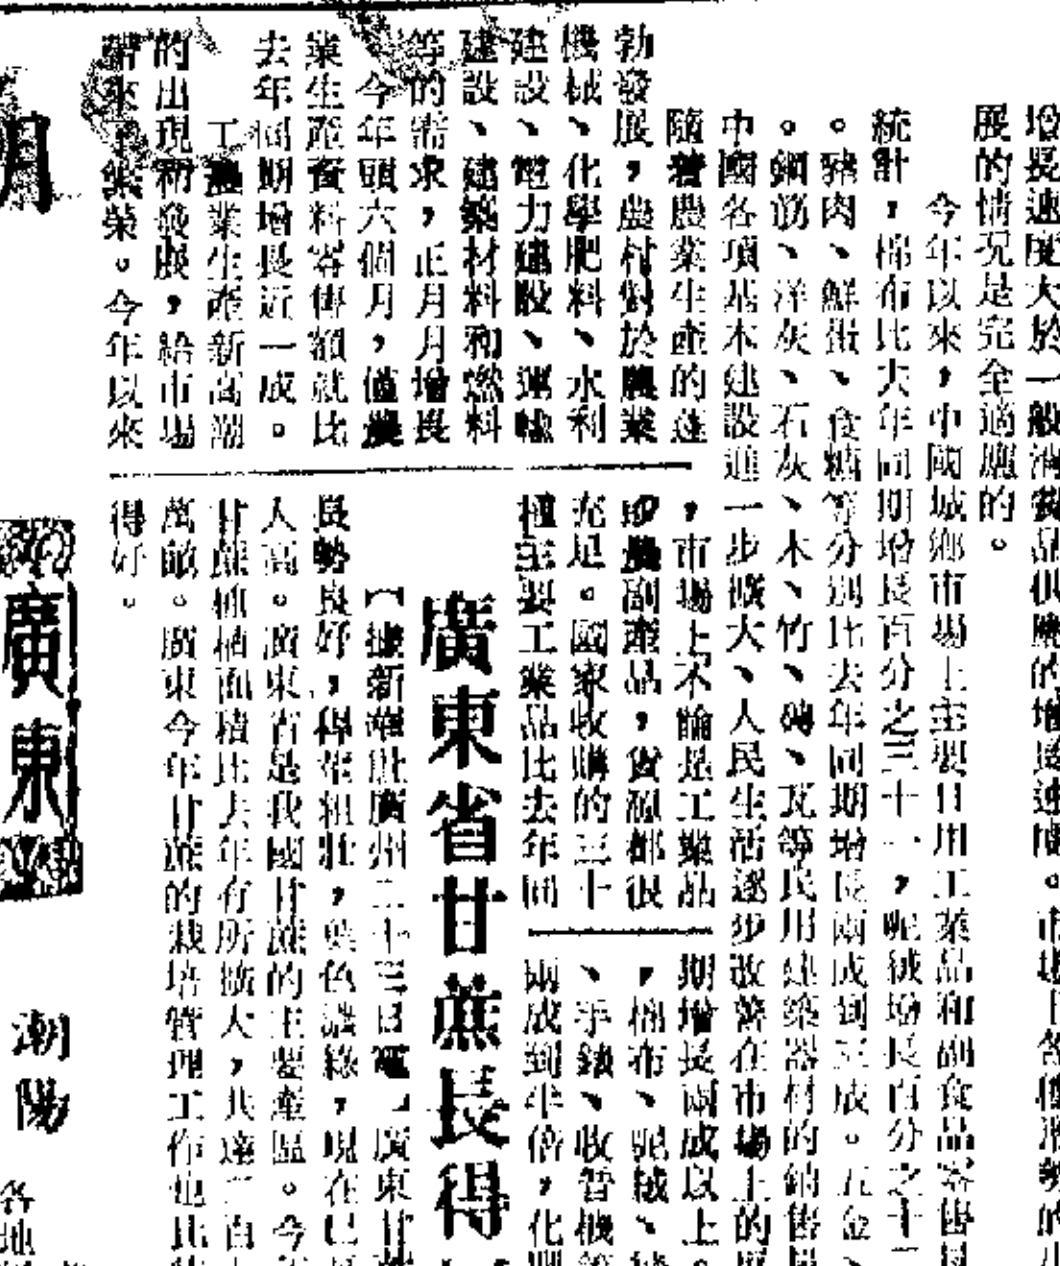 增長速度大於一般消費品供應的增長速度。市場上各種消費的
展的情況是完全適應的。
今年以來,中國城鄉市場上主要日用工業品和副食品零售量
統計,棉布比去年同期增長百分之三十一,呢絨增長百分之十二
。豬肉、鮮蛋、食糖等分別比去年同期增長兩成到三成。五金、
。鋼筋、洋灰、石灰、木、竹、磚、瓦等民用建築器材的銷售量
中國各項基本建設進一步擴大、人民生活逐步改善在市場上的反
隨着農業生產的蓬
勃發展,農村對於農業
機械、化學肥料、水利
建設、電力建設、運輸
建設、建築材料和燃料
等的需求,正月月增長
今年頭六個月,僅農
業生產資料零售額就比
去年同期增長近一成。
工農業生產新高潮
的出現和發展,給市場
帶來了繁榮。今年以來
,市場上不論是工業品
或農副產品,貨源都很
充足。國家收購的三十
種主要工業品比去年同
期增長兩成以上。
,棉布、呢絨、
、手錶、收音機等
兩成到半倍,化肥
廣東省甘蔗長得
【據新華社廣州二十三日電】廣東甘
長勢良好,得莖粗壯,葉色濃綠,現在已
人高。廣東省是我國甘蔗的主要產區。今
甘蔗種植面積比去年有所擴大,共達二百
萬畝。廣東今年甘蔗的栽培管理工作也比
得好。
廣東
潮陽
各地